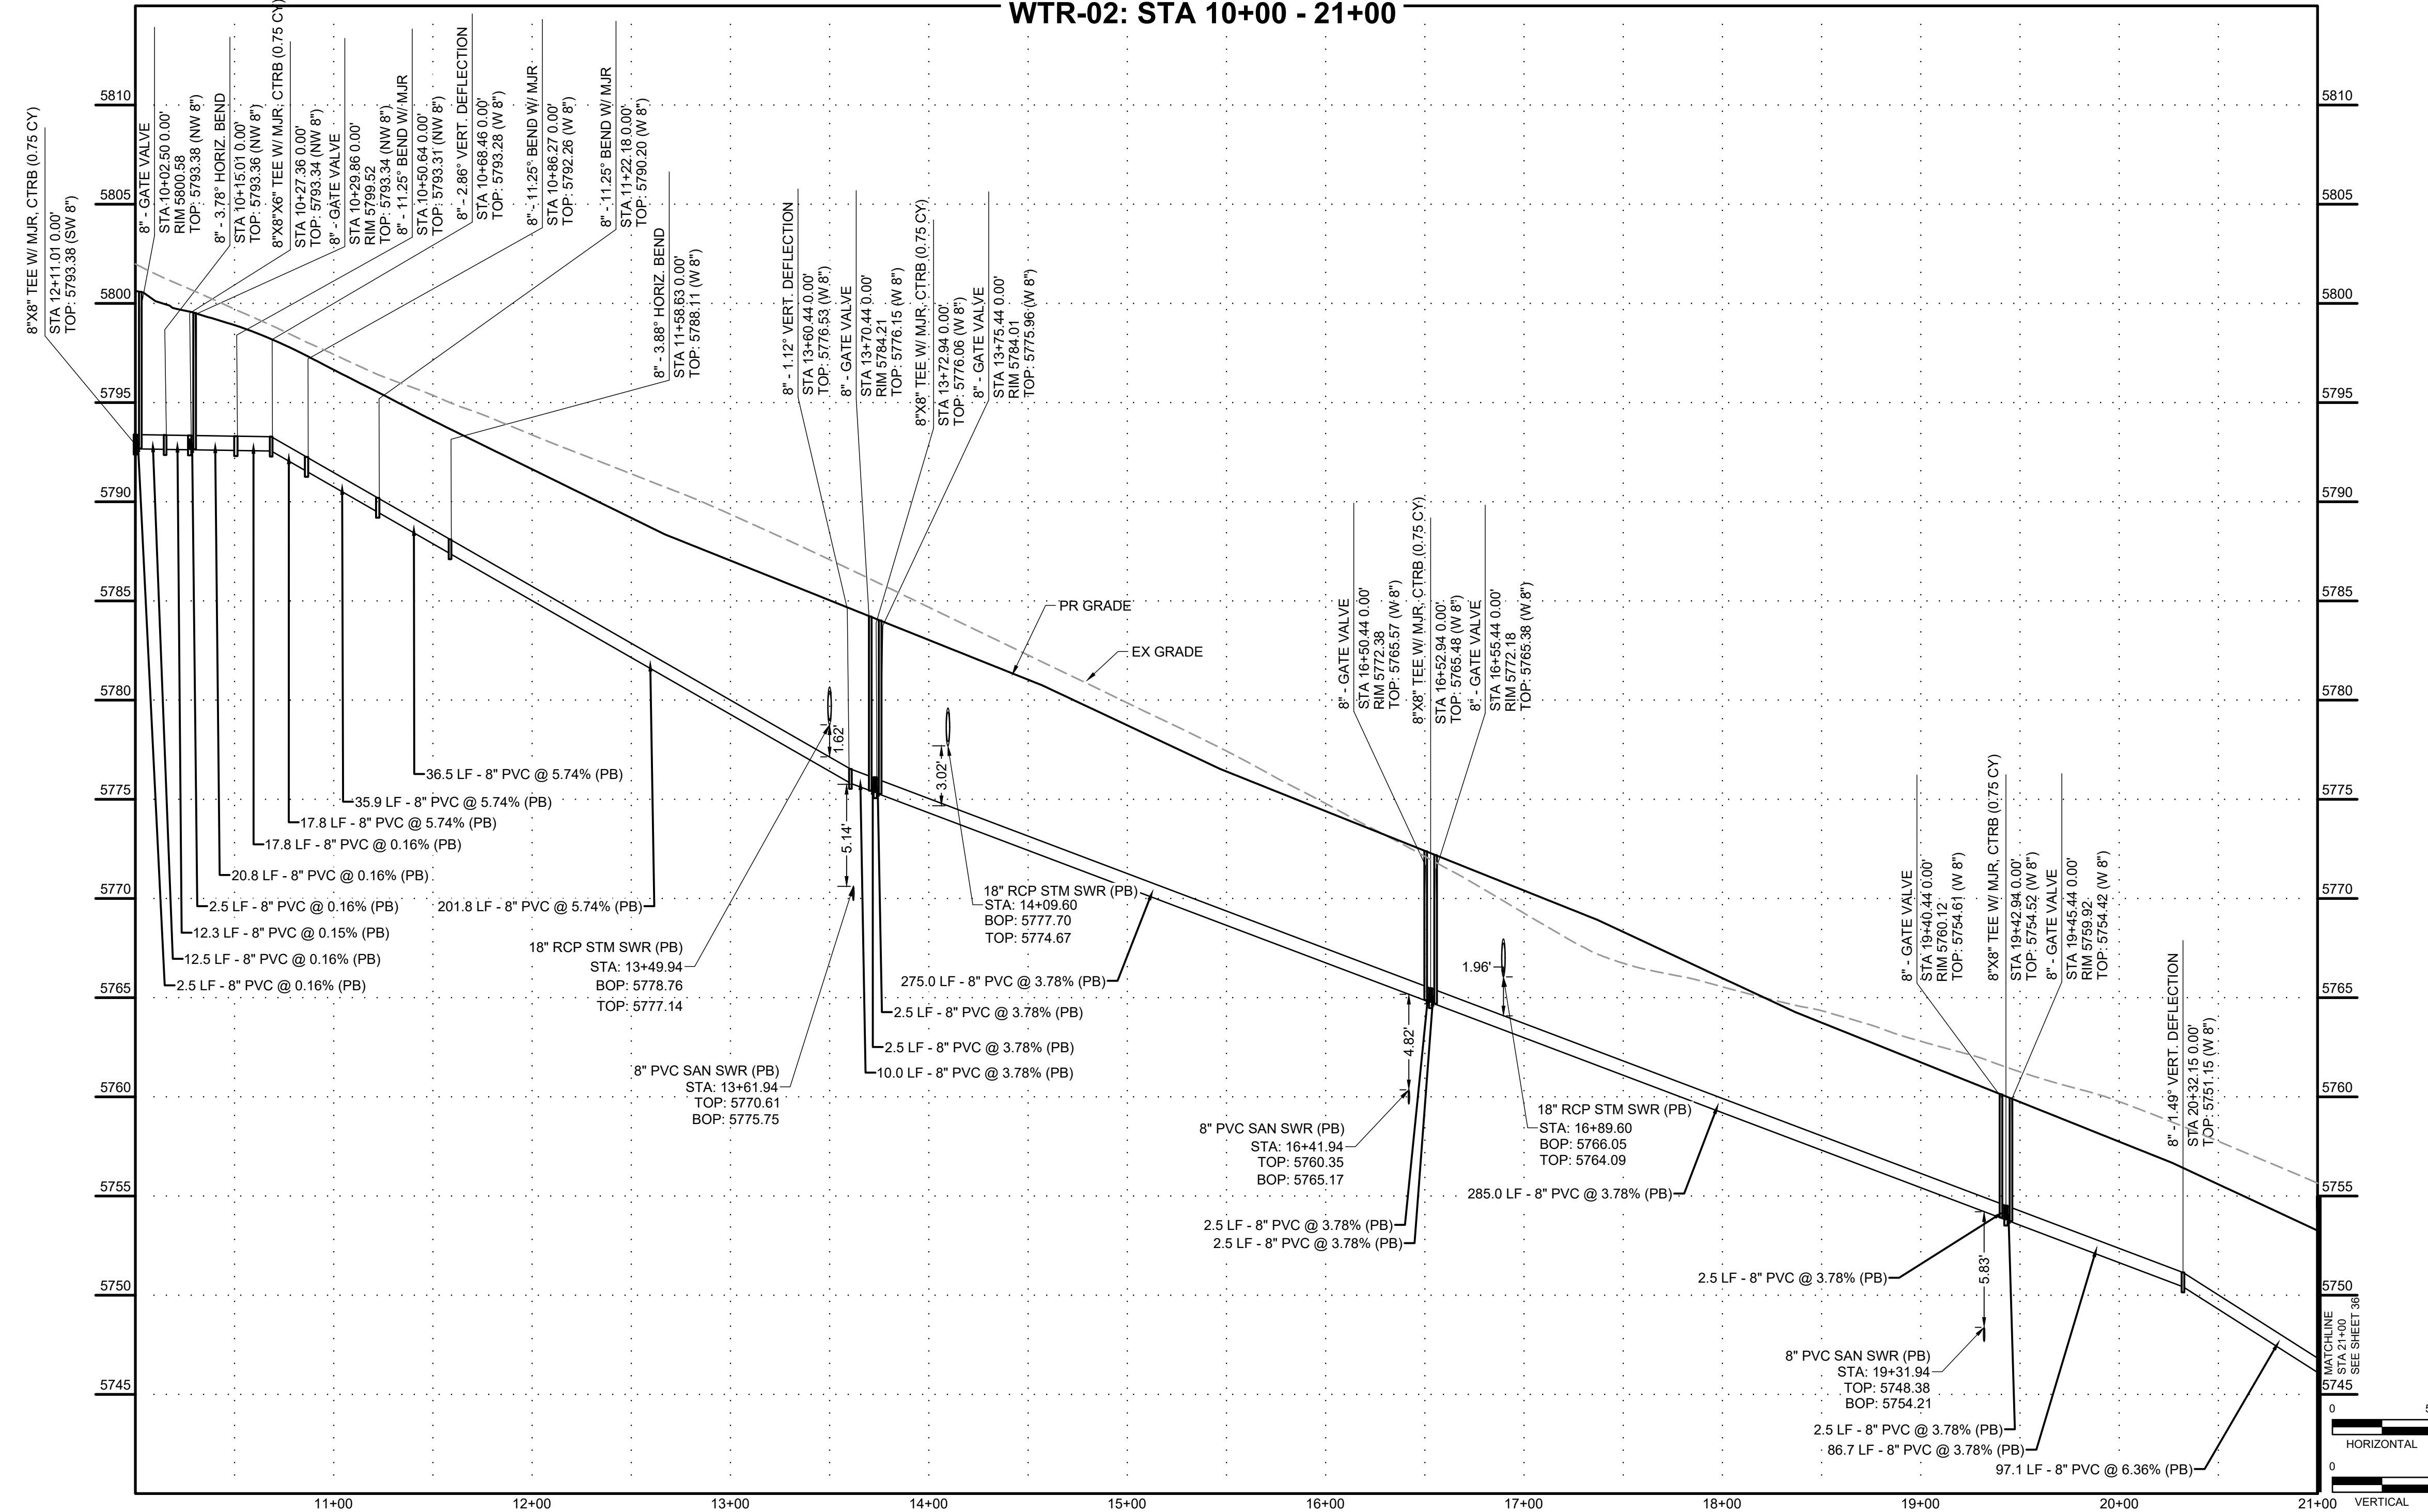 WTR-02: STA 10+00 - 21+00
8"X8" TEE W/ MJR, CTRB (0.75 CY)
STA 12+11.01 0.00'
TOP: 5793.38 (SW 8")
8" - GATE VALVE
STA 10+02.50 0.00'
RIM 5800.58
TOP: 5793.38 (NW 8")
8" - 3.78° HORIZ. BEND
STA 10+15.01 0.00'
TOP: 5793.36 (NW 8")
8"X8"X6" TEE W/ MJR, CTRB (0.75 CY)
STA 10+27.36 0.00'
TOP: 5793.34 (NW 8")
8" - GATE VALVE
STA 10+29.86 0.00'
RIM 5799.52
TOP: 5793.34 (NW 8")
8" - 11.25° BEND W/ MJR
STA 10+50.64 0.00'
TOP: 5793.31 (NW 8")
8" - 2.86° VERT. DEFLECTION
STA 10+68.46 0.00'
TOP: 5793.28 (W 8")
8" - 11.25° BEND W/ MJR
STA 10+86.27 0.00'
TOP: 5792.26 (W 8")
8" - 11.25° BEND W/ MJR
STA 11+22.18 0.00'
TOP: 5790.20 (W 8")
8" - 3.88° HORIZ. BEND
STA 11+58.63 0.00'
TOP: 5788.11 (W 8")
8" - 1.12° VERT. DEFLECTION
STA 13+60.44 0.00'
TOP: 5776.53 (W 8")
8" - GATE VALVE
STA 13+70.44 0.00'
RIM 5784.21
TOP: 5776.15 (W 8")
8"X8" TEE W/ MJR, CTRB (0.75 CY)
STA 13+72.94 0.00'
TOP: 5776.06 (W 8")
8" - GATE VALVE
STA 13+75.44 0.00'
RIM 5784.01
TOP: 5775.96 (W 8")
8" - GATE VALVE
STA 16+50.44 0.00'
RIM 5772.38
TOP: 5765.57 (W 8")
8"X8" TEE W/ MJR, CTRB (0.75 CY)
STA 16+52.94 0.00'
TOP: 5765.48 (W 8")
8" - GATE VALVE
STA 16+55.44 0.00'
RIM 5772.18
TOP: 5765.38 (W 8")
8" - GATE VALVE
STA 19+40.44 0.00'
RIM 5760.12
TOP: 5754.61 (W 8")
8"X8" TEE W/ MJR, CTRB (0.75 CY)
STA 19+42.94 0.00'
TOP: 5754.52 (W 8")
8" - GATE VALVE
STA 19+45.44 0.00'
RIM 5759.92
TOP: 5754.42 (W 8")
8" - 1.49° VERT. DEFLECTION
STA 20+32.15 0.00'
TOP: 5751.15 (W 8")
5810
5805
5800
5795
5790
5785
5780
5775
5770
5765
5760
5755
5750
5745
5810
5805
5800
5795
5790
5785
5780
5775
5770
5765
5760
5755
5750
5745
PR GRADE
EX GRADE
1.62'
3.02'
5.14'
1.96'
4.82'
5.83'
36.5 LF - 8" PVC @ 5.74% (PB)
35.9 LF - 8" PVC @ 5.74% (PB)
17.8 LF - 8" PVC @ 5.74% (PB)
17.8 LF - 8" PVC @ 0.16% (PB)
20.8 LF - 8" PVC @ 0.16% (PB)
2.5 LF - 8" PVC @ 0.16% (PB)
201.8 LF - 8" PVC @ 5.74% (PB)
12.3 LF - 8" PVC @ 0.15% (PB)
12.5 LF - 8" PVC @ 0.16% (PB)
2.5 LF - 8" PVC @ 0.16% (PB)
18" RCP STM SWR (PB)
STA: 13+49.94
BOP: 5778.76
TOP: 5777.14
18" RCP STM SWR (PB)
STA: 14+09.60
BOP: 5777.70
TOP: 5774.67
275.0 LF - 8" PVC @ 3.78% (PB)
2.5 LF - 8" PVC @ 3.78% (PB)
2.5 LF - 8" PVC @ 3.78% (PB)
10.0 LF - 8" PVC @ 3.78% (PB)
8" PVC SAN SWR (PB)
STA: 13+61.94
TOP: 5770.61
BOP: 5775.75
8" PVC SAN SWR (PB)
STA: 16+41.94
TOP: 5760.35
BOP: 5765.17
18" RCP STM SWR (PB)
STA: 16+89.60
BOP: 5766.05
TOP: 5764.09
285.0 LF - 8" PVC @ 3.78% (PB)
2.5 LF - 8" PVC @ 3.78% (PB)
2.5 LF - 8" PVC @ 3.78% (PB)
2.5 LF - 8" PVC @ 3.78% (PB)
8" PVC SAN SWR (PB)
STA: 19+31.94
TOP: 5748.38
BOP: 5754.21
2.5 LF - 8" PVC @ 3.78% (PB)
86.7 LF - 8" PVC @ 3.78% (PB)
97.1 LF - 8" PVC @ 6.36% (PB)
MATCHLINE
STA 21+00
SEE SHEET 36
0
HORIZONTAL
0
VERTICAL
11+00
12+00
13+00
14+00
15+00
16+00
17+00
18+00
19+00
20+00
21+00